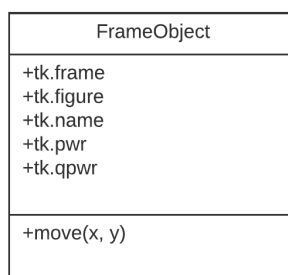 FrameObject
+tk.frame
+tk.figure
+tk.name
+tk.pwr
+tk.qpwr
+move(x, y)